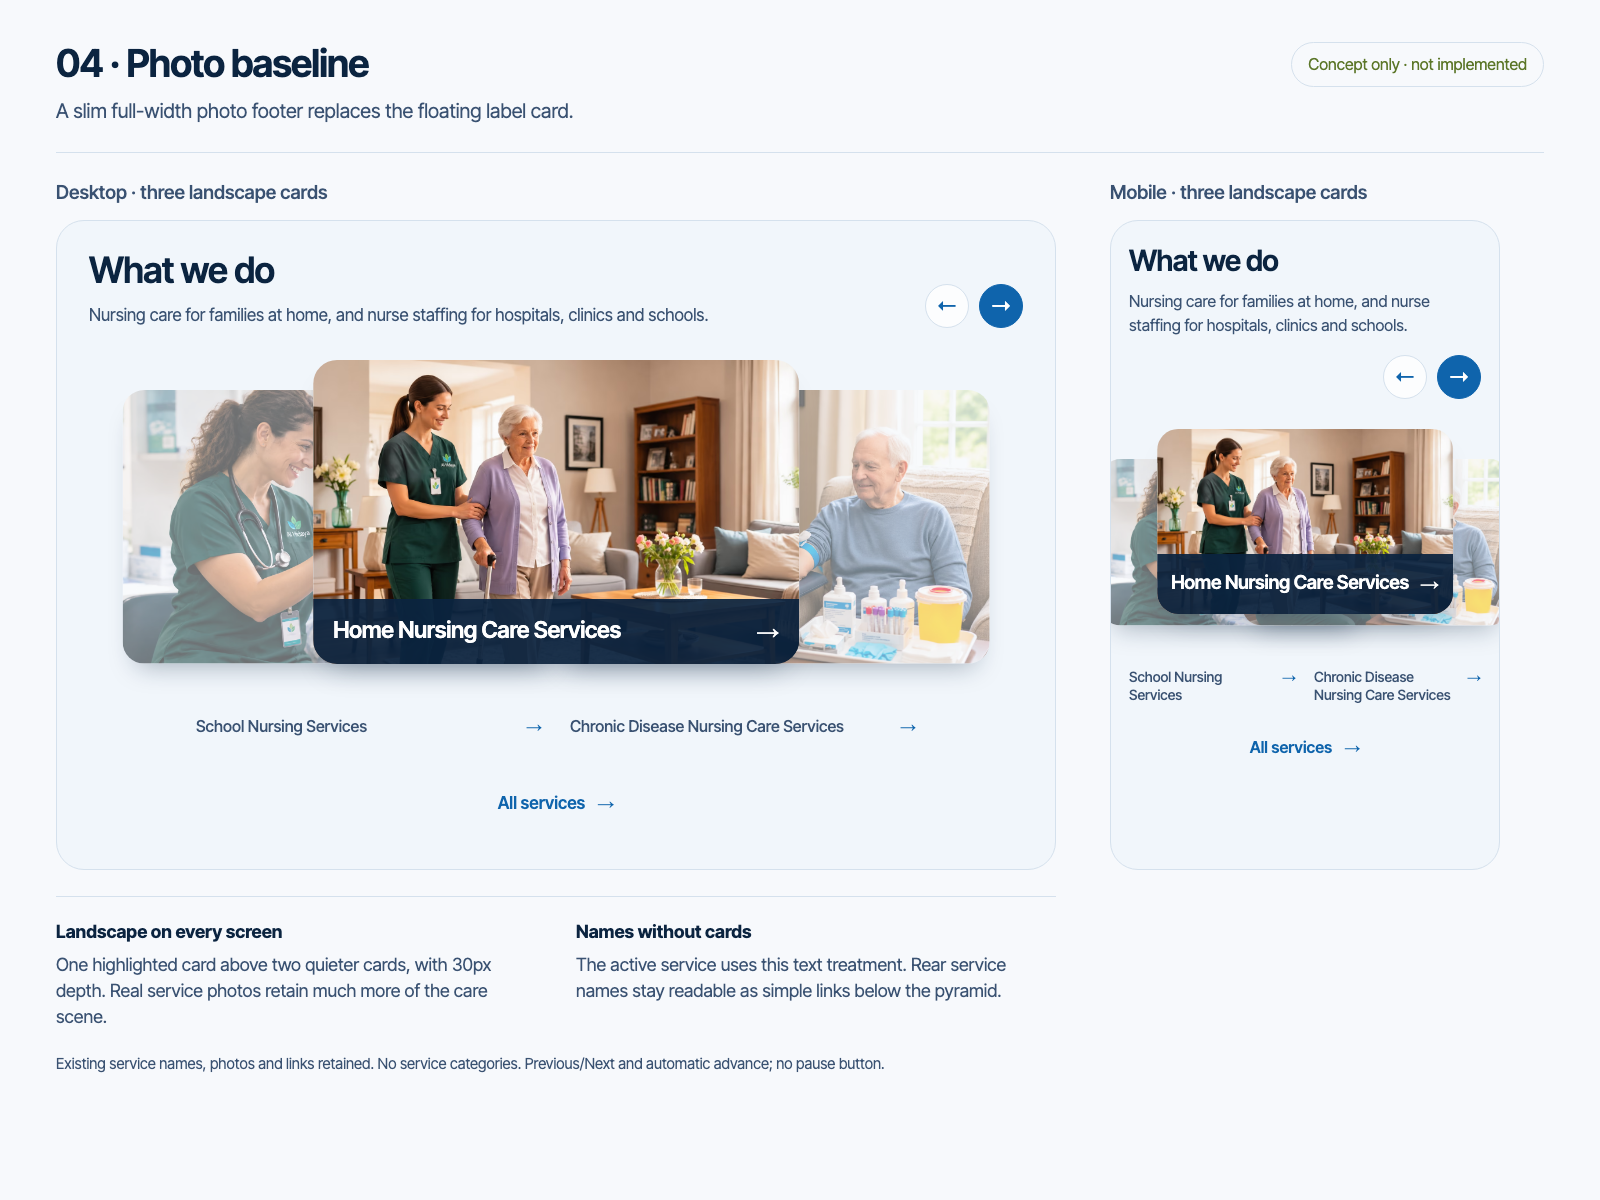 04 · Photo baseline
Concept only · not implemented
A slim full-width photo footer replaces the floating label card.
Desktop · three landscape cards
What we do
Nursing care for families at home, and nurse staffing for hospitals, clinics and schools.
← →
Home Nursing Care Services →
School Nursing Services → Chronic Disease Nursing Care Services →
All services →
Mobile · three landscape cards
What we do
Nursing care for families at home, and nurse
staffing for hospitals, clinics and schools.
← →
Home Nursing Care Services →
School Nursing
Services →
Chronic Disease
Nursing Care Services →
All services →
Landscape on every screen
One highlighted card above two quieter cards, with 30px
depth. Real service photos retain much more of the care
scene.
Names without cards
The active service uses this text treatment. Rear service
names stay readable as simple links below the pyramid.
Existing service names, photos and links retained. No service categories. Previous/Next and automatic advance; no pause button.